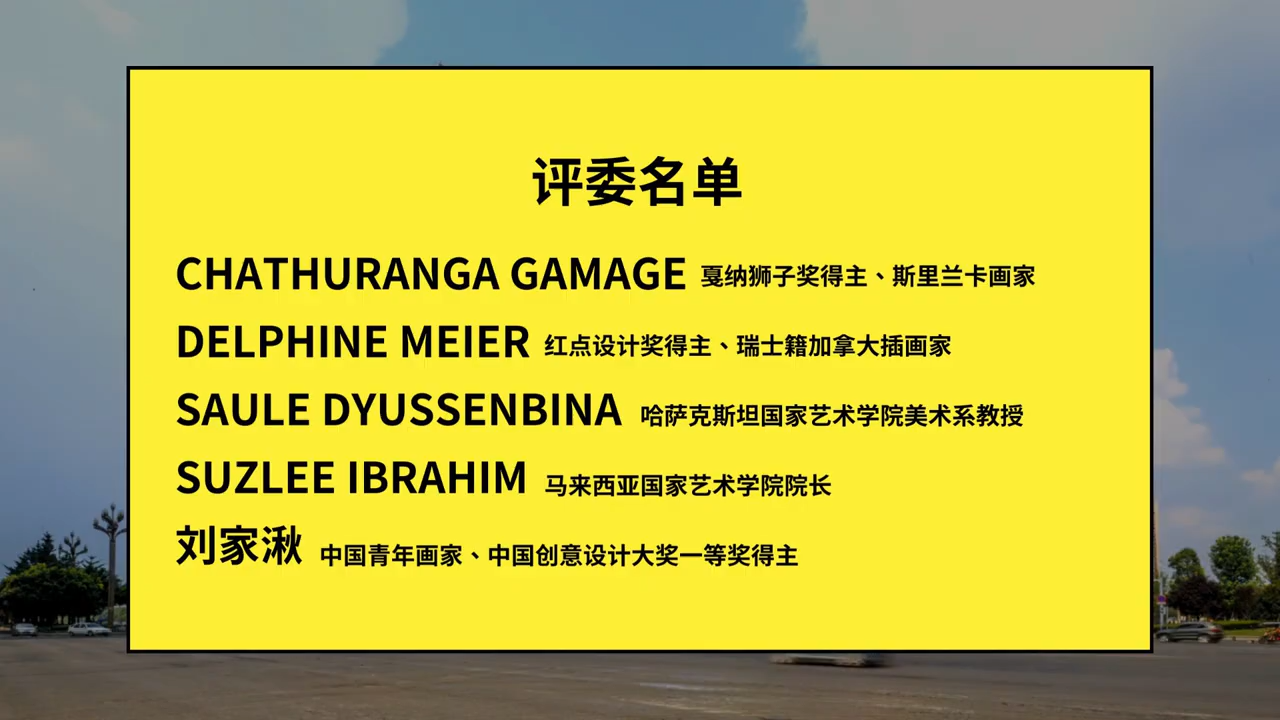 评委名单
CHATHURANGA GAMAGE 戛纳狮子奖得主、斯里兰卡画家
DELPHINE MEIER 红点设计奖得主、瑞士籍加拿大插画家
SAULE DYUSSENBINA 哈萨克斯坦国家艺术学院美术系教授
SUZLEE IBRAHIM 马来西亚国家艺术学院院长
刘家湫 中国青年画家、中国创意设计大奖一等奖得主